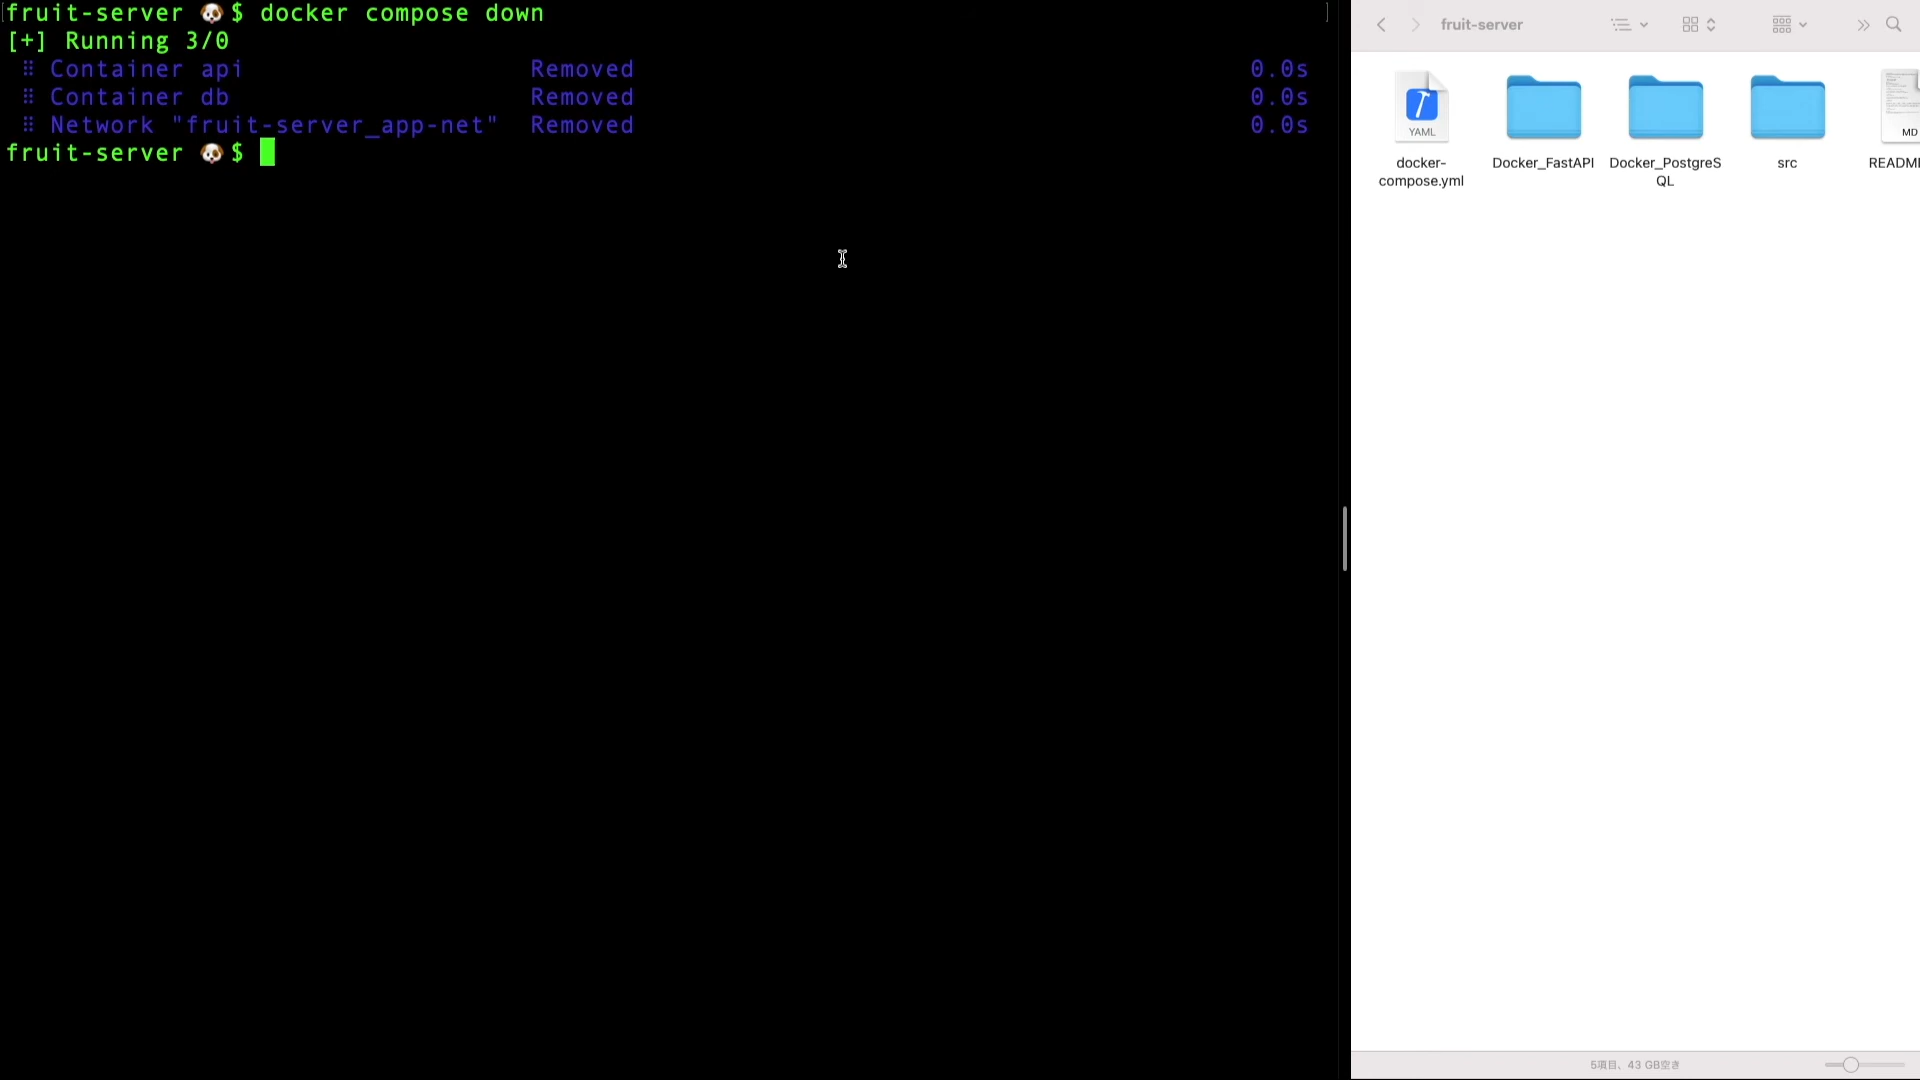 fruit-server 🐶$ docker compose down
[+] Running 3/0
⠿ Container api Removed 0.0s
⠿ Container db Removed 0.0s
⠿ Network "fruit-server_app-net" Removed 0.0s
fruit-server 🐶$
fruit-server
YAML
MD
docker-
compose.yml
Docker_FastAPI
Docker_PostgreS
QL
src
README
5項目、43 GB空き